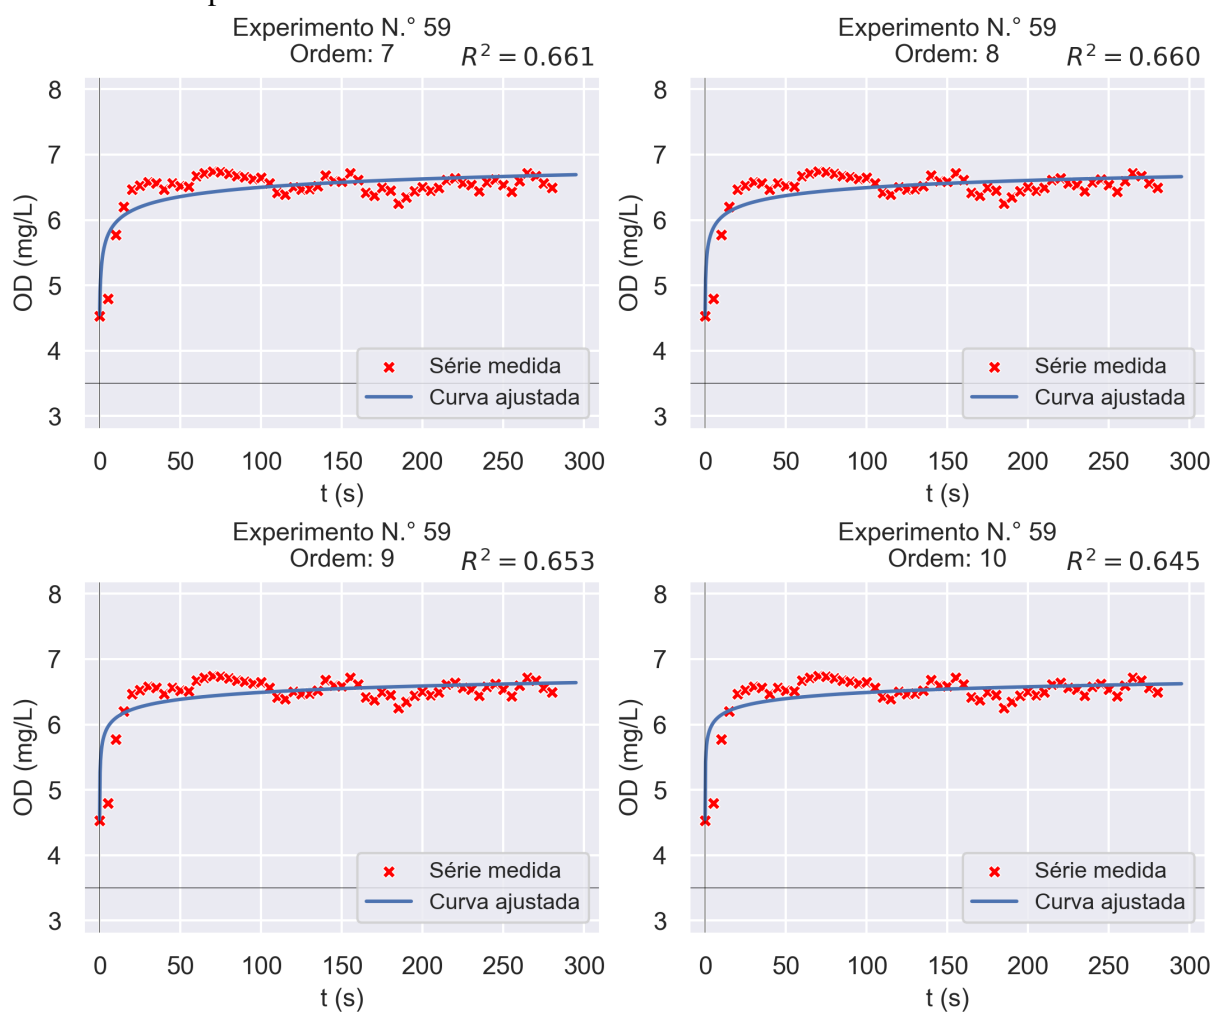 Experimento N.° 59
Ordem: 7 R² = 0.661
8
7
6
5
4
3
OD (mg/L)
Série medida
Curva ajustada
0 50 100 150 200 250 300
t (s)
Experimento N.° 59
Ordem: 8 R² = 0.660
8
7
6
5
4
3
OD (mg/L)
Série medida
Curva ajustada
0 50 100 150 200 250 300
t (s)
Experimento N.° 59
Ordem: 9 R² = 0.653
8
7
6
5
4
3
OD (mg/L)
Série medida
Curva ajustada
0 50 100 150 200 250 300
t (s)
Experimento N.° 59
Ordem: 10 R² = 0.645
8
7
6
5
4
3
OD (mg/L)
Série medida
Curva ajustada
0 50 100 150 200 250 300
t (s)